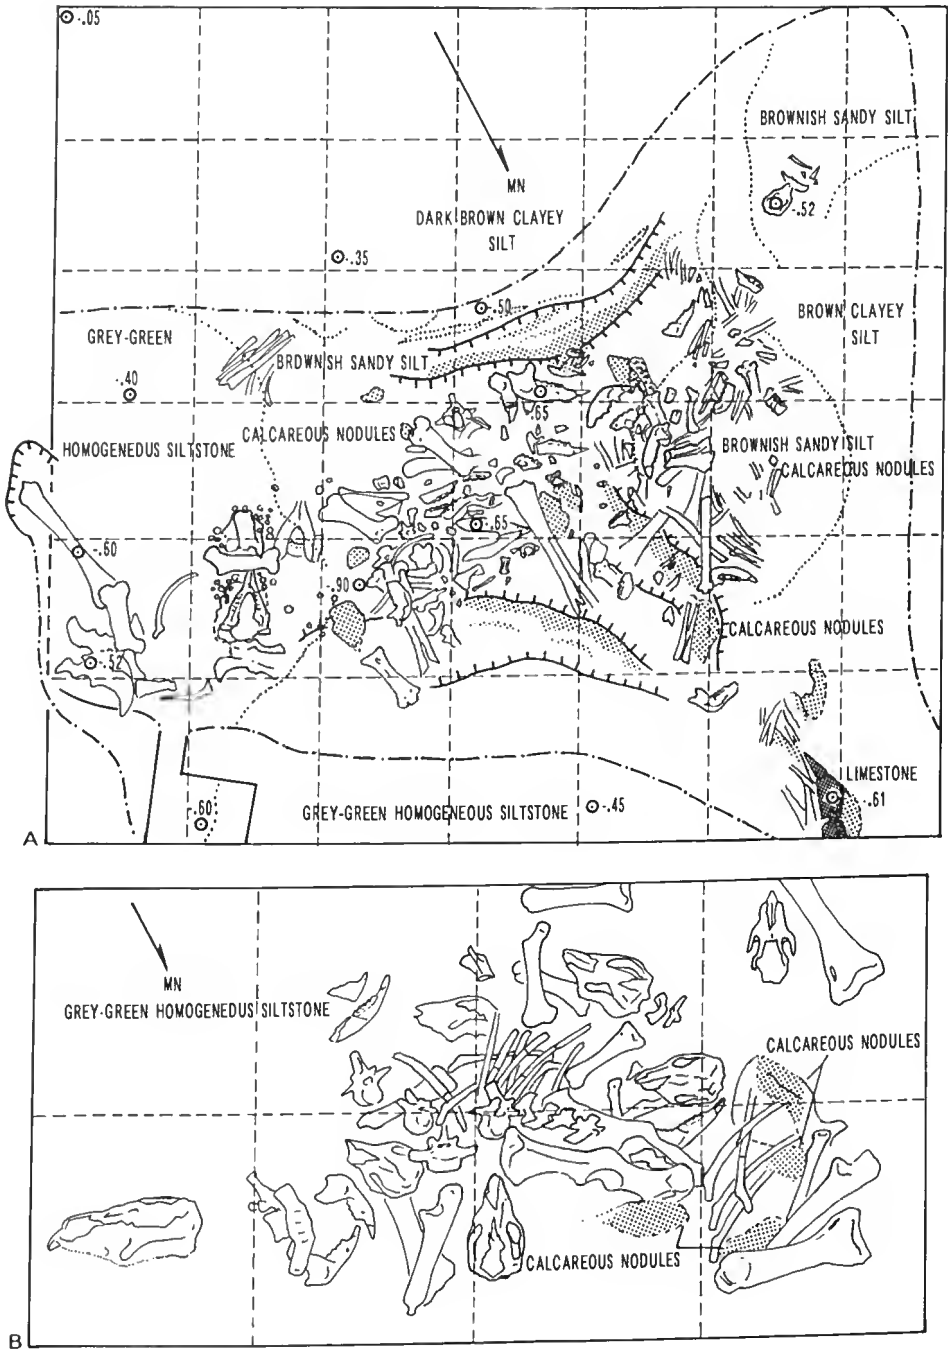 -.05
BROWNISH SANDY SILT
MN
-.52
DARK BROWN CLAYEY
SILT
-.35
-.50
BROWN CLAYEY
SILT
GREY-GREEN
BROWNISH SANDY SILT
.40
.65
HOMOGENEDUS SILTSTONE
CALCAREOUS NODULES
BROWNISH SANDY SILT
CALCAREOUS NODULES
-.65
-.60
-.90
CALCAREOUS NODULES
-.52
LIMESTONE
-.61
-.60
GREY-GREEN HOMOGENEOUS SILTSTONE
-.45
A
MN
GREY-GREEN HOMOGENEDUS SILTSTONE
CALCAREOUS NODULES
CALCAREOUS NODULES
B